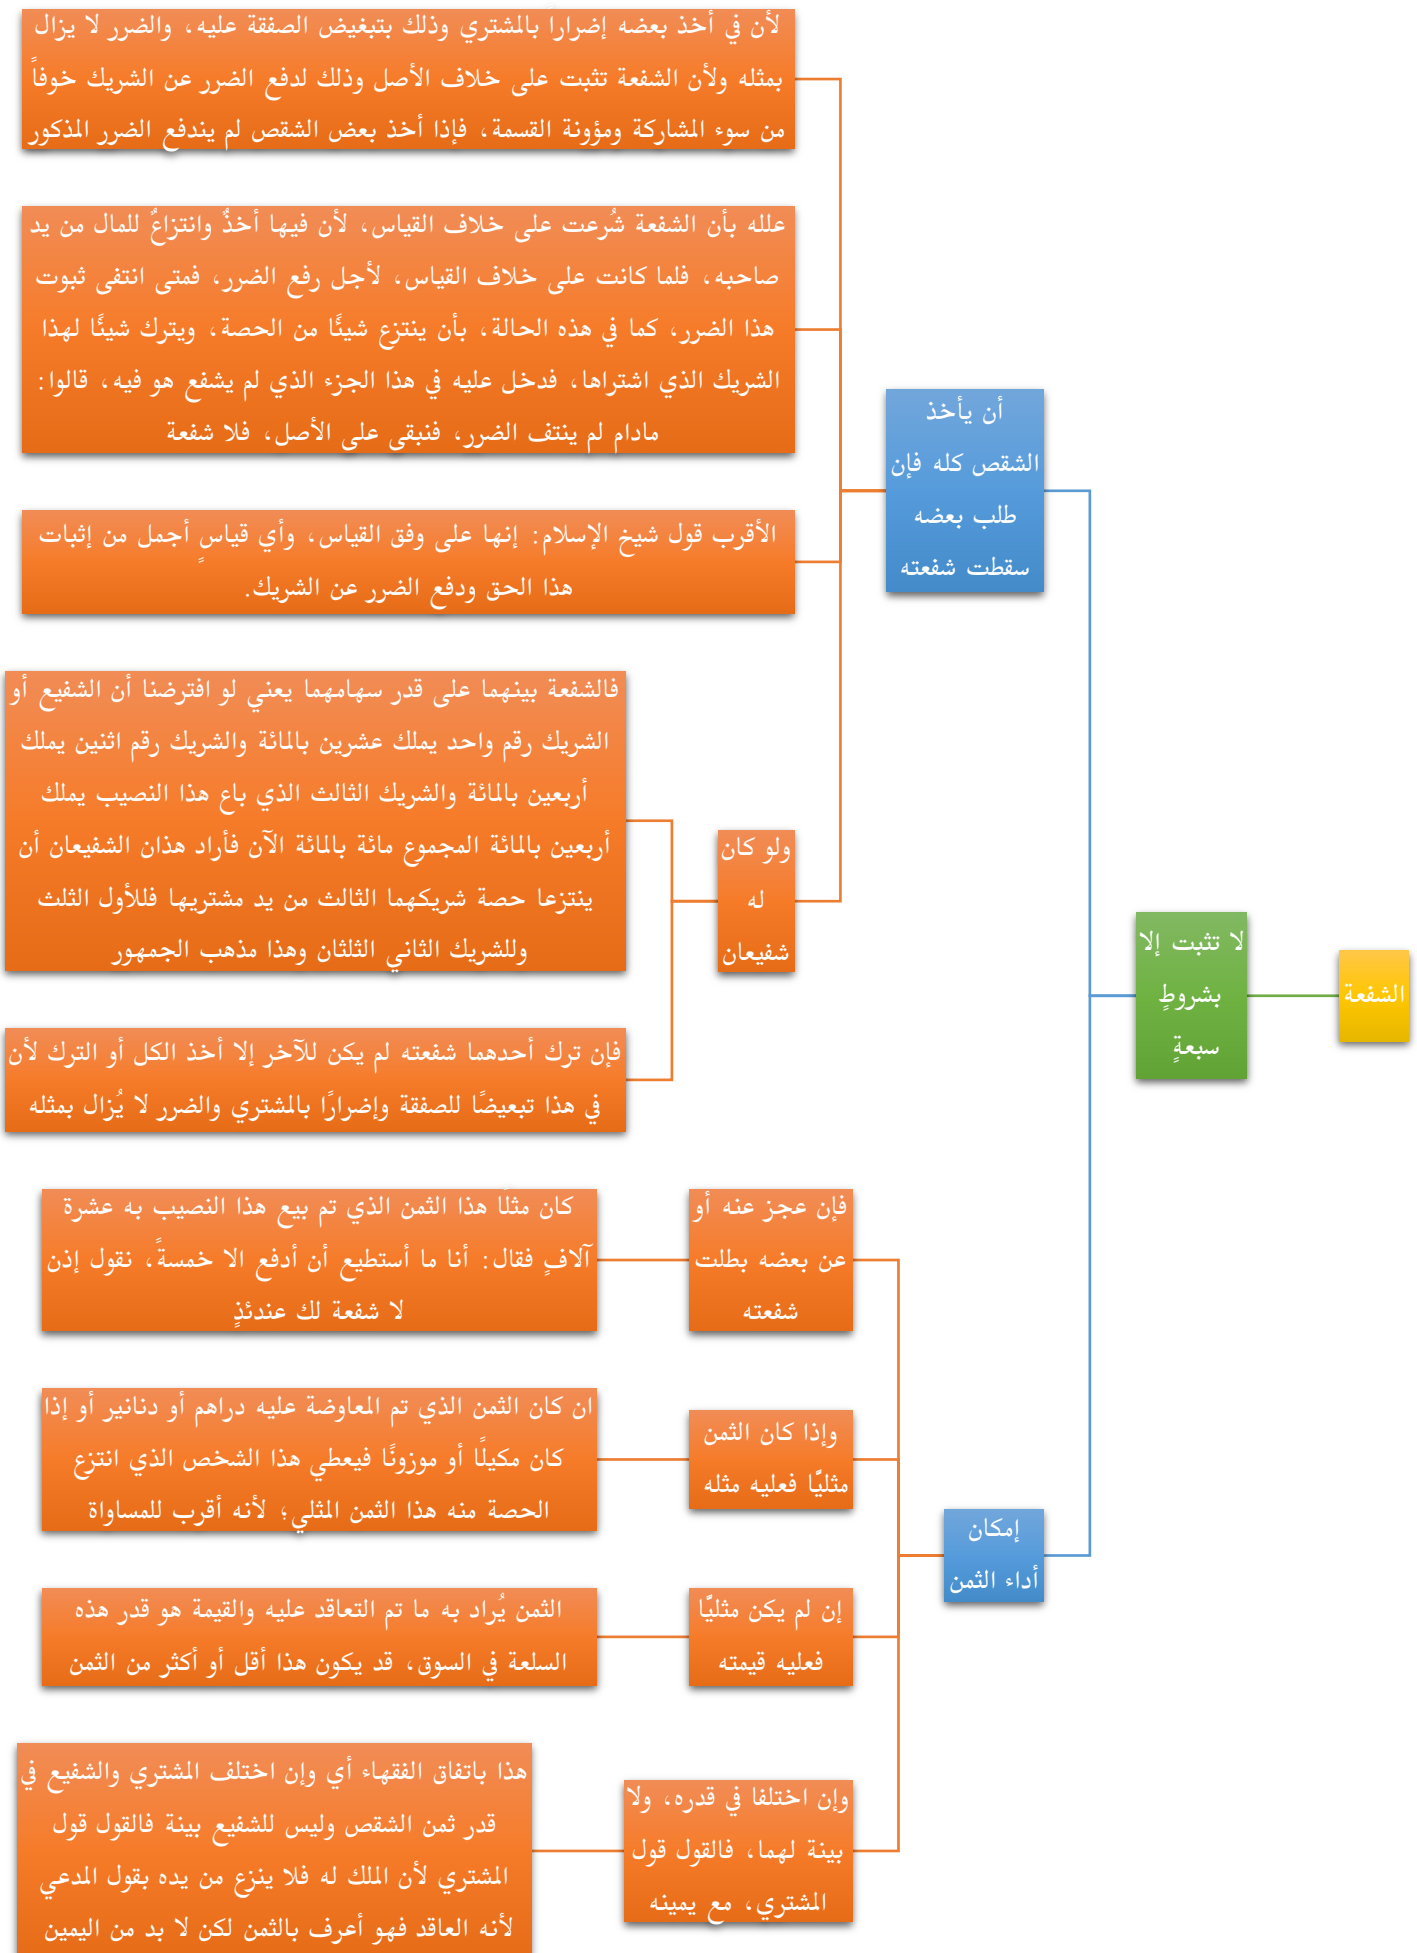 الشفعة
لا تثبت إلا
بشروطٍ
سبعةٍ
أن يأخذ
الشقص كله فإن
طلب بعضه
سقطت شفعته
لأن في أخذ بعضه إضراراً بالمشتري وذلك بتبغيض الصفقة عليه، والضرر لا يزال
بمثله ولأن الشفعة تثبت على خلاف الأصل وذلك لدفع الضرر عن الشريك خوفاً
من سوء المشاركة ومؤونة القسمة، فإذا أخذ بعض الشقص لم يندفع الضرر المذكور
علله بأن الشفعة شُرعت على خلاف القياس، لأن فيها أخذٌ وانتزاعٌ للمال من يد
صاحبه، فلما كانت على خلاف القياس، لأجل رفع الضرر، فمتى انتفى ثبوت
هذا الضرر، كما في هذه الحالة، بأن ينتزع شيئًا من الحصة، ويترك شيئًا لهذا
الشريك الذي اشتراها، فدخل عليه في هذا الجزء الذي لم يشفع هو فيه، قالوا:
مادام لم ينتف الضرر، فنبقى على الأصل، فلا شفعة
الأقرب قول شيخ الإسلام: إنها على وفق القياس، وأي قياسٍ أجمل من إثبات
هذا الحق ودفع الضرر عن الشريك.
ولو كان
له
شفيعان
فالشفعة بينهما على قدر سهامهما يعني لو افترضنا أن الشفيع أو
الشريك رقم واحد يملك عشرين بالمائة والشريك رقم اثنين يملك
أربعين بالمائة والشريك الثالث الذي باع هذا النصيب يملك
أربعين بالمائة المجموع مائة بالمائة الآن فأراد هذان الشفيعان أن
ينتزعا حصة شريكهما الثالث من يد مشتريها فللأول الثلث
وللشريك الثاني الثلثان وهذا مذهب الجمهور
فإن ترك أحدهما شفعته لم يكن للآخر إلا أخذ الكل أو الترك لأن
في هذا تبعيضًا للصفقة وإضرارًا بالمشتري والضرر لا يُزال بمثله
إمكان
أداء الثمن
فإن عجز عنه أو
عن بعضه بطلت
شفعته
كان مثلًا هذا الثمن الذي تم بيع هذا النصيب به عشرة
آلافٍ فقال: أنا ما أستطيع أن أدفع الا خمسةً، نقول إذن
لا شفعة لك عندئذٍ
وإذا كان الثمن
مثليًّا فعليه مثله
ان كان الثمن الذي تم المعاوضة عليه دراهم أو دنانير أو إذا
كان مكيلًا أو موزونًا فيعطي هذا الشخص الذي انتزع
الحصة منه هذا الثمن المثلي؛ لأنه أقرب للمساواة
إن لم يكن مثليًّا
فعليه قيمته
الثمن يُراد به ما تم التعاقد عليه والقيمة هو قدر هذه
السلعة في السوق، قد يكون هذا أقل أو أكثر من الثمن
وإن اختلفا في قدره، ولا
بينة لهما، فالقول قول
المشتري، مع يمينه
هذا باتفاق الفقهاء أي وإن اختلف المشتري والشفيع في
قدر ثمن الشقص وليس للشفيع بينة فالقول قول
المشتري لأن الملك له فلا ينزع من يده بقول المدعي
لأنه العاقد فهو أعرف بالثمن لكن لا بد من اليمين